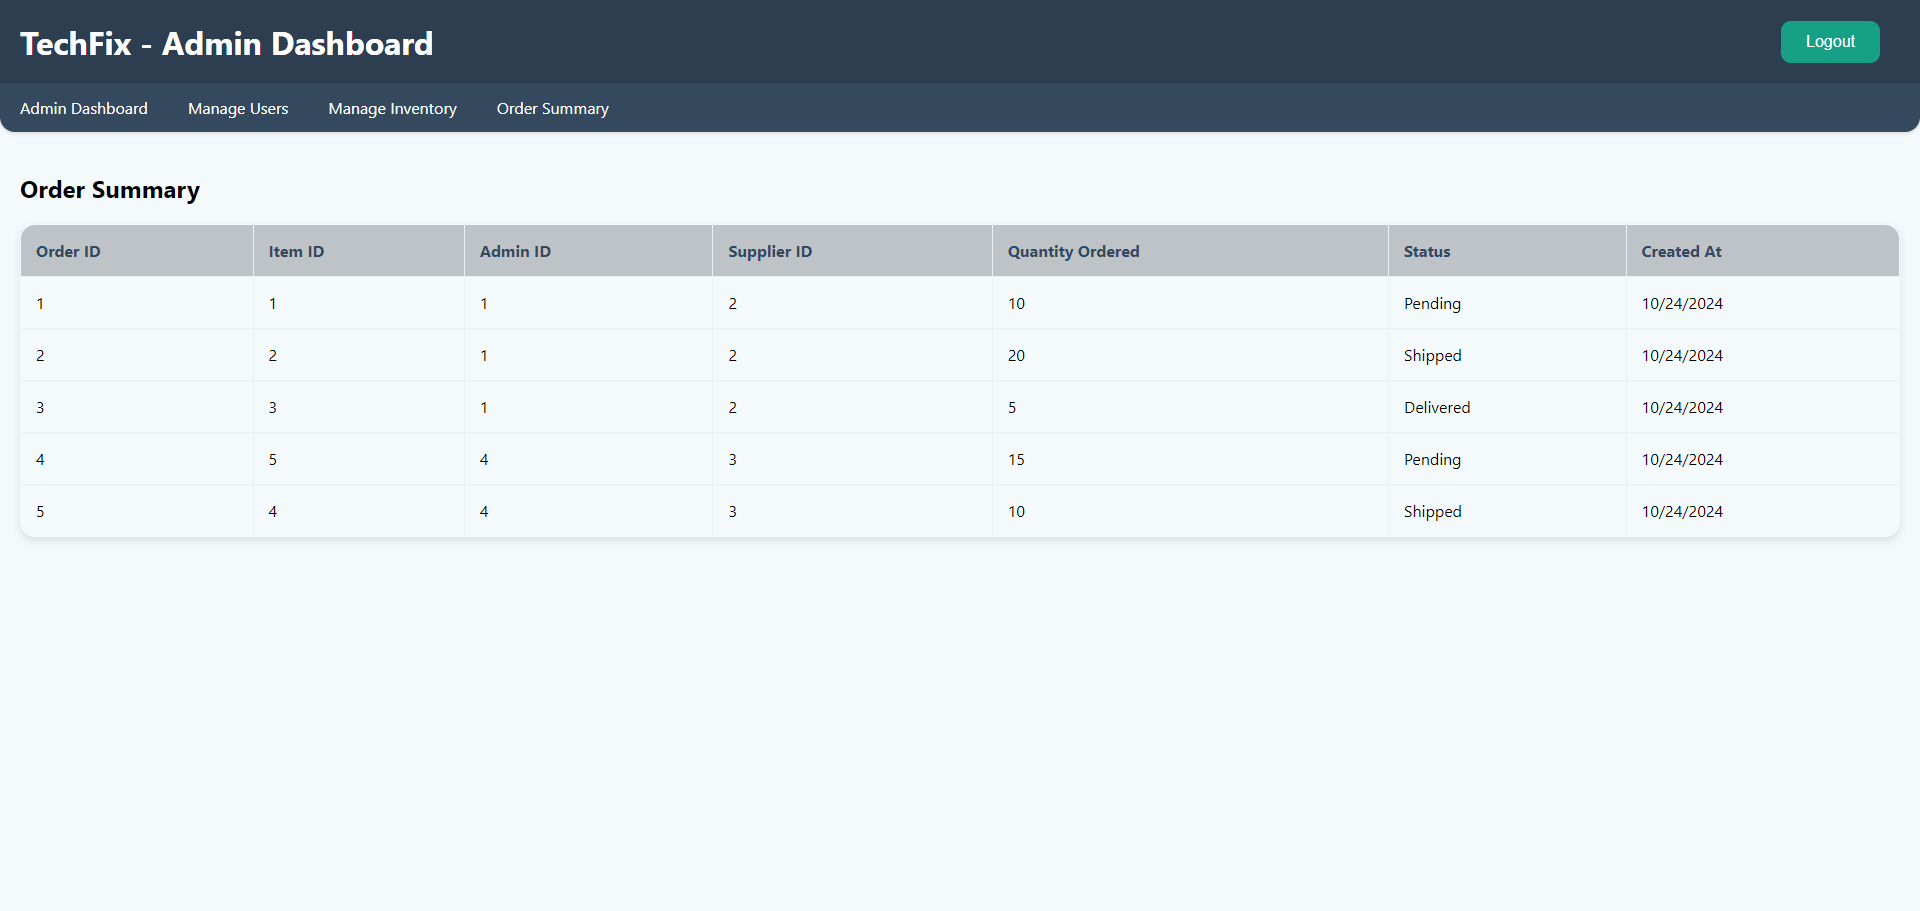 TechFix - Admin Dashboard
Logout
Admin Dashboard Manage Users Manage Inventory Order Summary
Order Summary
Order ID Item ID Admin ID Supplier ID Quantity Ordered Status Created At
1 1 1 2 10 Pending 10/24/2024
2 2 1 2 20 Shipped 10/24/2024
3 3 1 2 5 Delivered 10/24/2024
4 5 4 3 15 Pending 10/24/2024
5 4 4 3 10 Shipped 10/24/2024